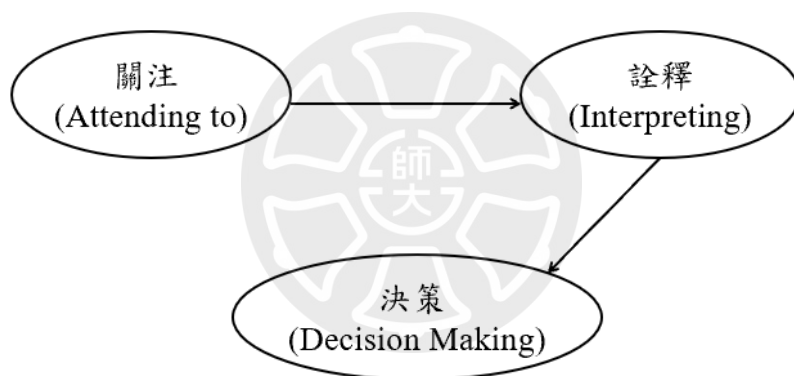 關注
(Attending to)
詮釋
(Interpreting)
師大
決策
(Decision Making)